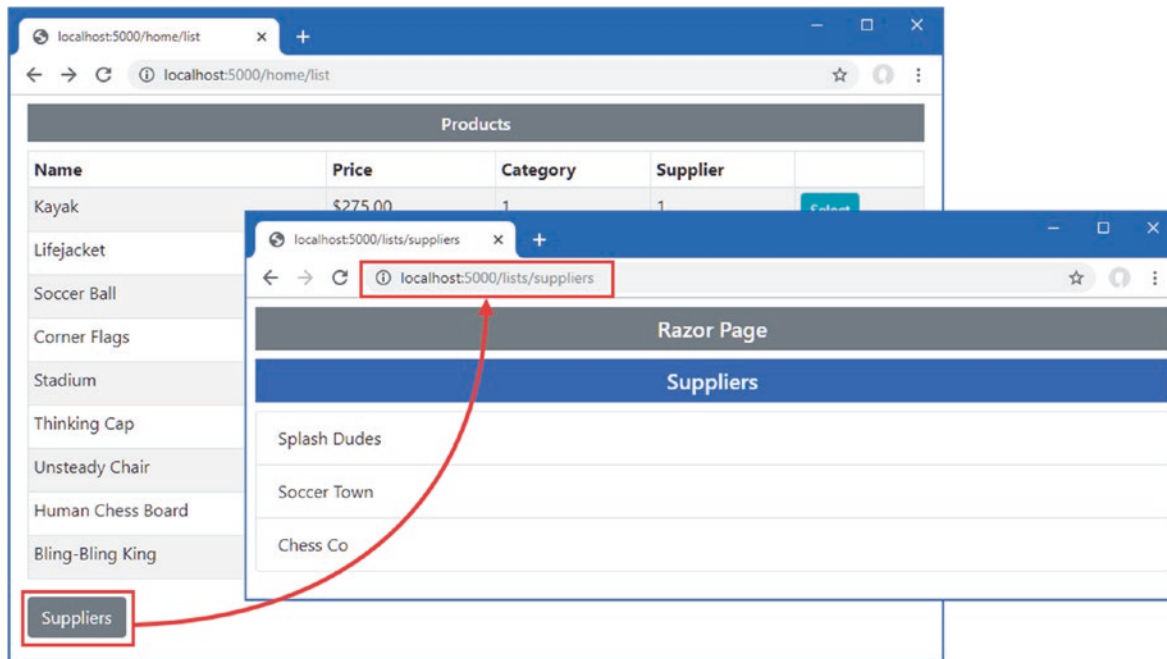 localhost:5000/home/list
localhost:5000/home/list
Products
Name Price Category Supplier
Kayak $275.00 1 1 Select
Lifejacket
Soccer Ball
Corner Flags
Stadium
Thinking Cap
Unsteady Chair
Human Chess Board
Bling-Bling King
Suppliers
localhost:5000/lists/suppliers
localhost:5000/lists/suppliers
Razor Page
Suppliers
Splash Dudes
Soccer Town
Chess Co